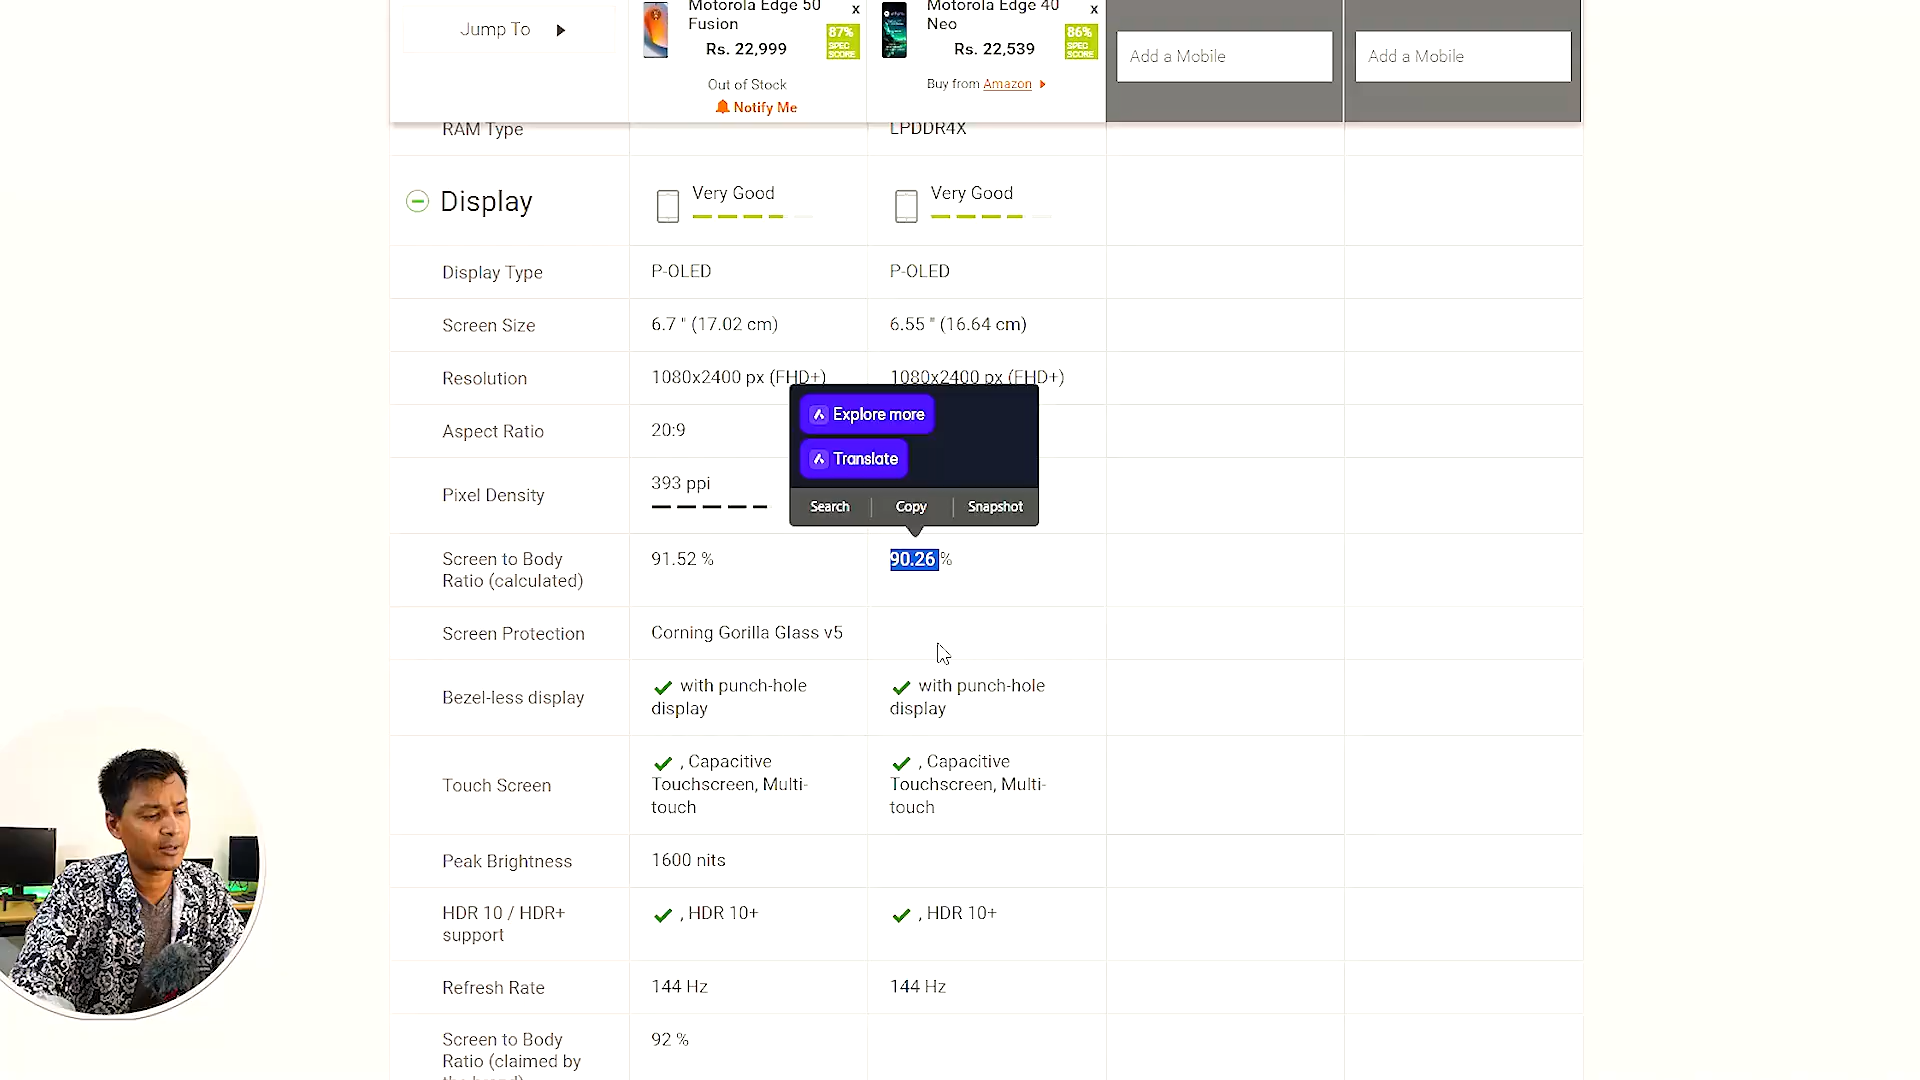 Jump To
Motorola Edge 50
Fusion
x
Rs. 22,999
87%
SPEC
SCORE
Out of Stock
Notify Me
Motorola Edge 40
Neo
x
Rs. 22,539
86%
SPEC
SCORE
Buy from Amazon
Add a Mobile
Add a Mobile
RAM Type
LPDDR4X
Display
Very Good
Very Good
Display Type
P-OLED
P-OLED
Screen Size
6.7 " (17.02 cm)
6.55 " (16.64 cm)
Resolution
1080x2400 px (FHD+)
1080x2400 px (FHD+)
Explore more
Aspect Ratio
20:9
Translate
Pixel Density
393 ppi
Search
Copy
Snapshot
Screen to Body
Ratio (calculated)
91.52 %
90.26 %
Screen Protection
Corning Gorilla Glass v5
Bezel-less display
with punch-hole
display
with punch-hole
display
Touch Screen
, Capacitive
Touchscreen, Multi-
touch
, Capacitive
Touchscreen, Multi-
touch
Peak Brightness
1600 nits
HDR 10 / HDR+
support
, HDR 10+
, HDR 10+
Refresh Rate
144 Hz
144 Hz
Screen to Body
Ratio (claimed by
92 %